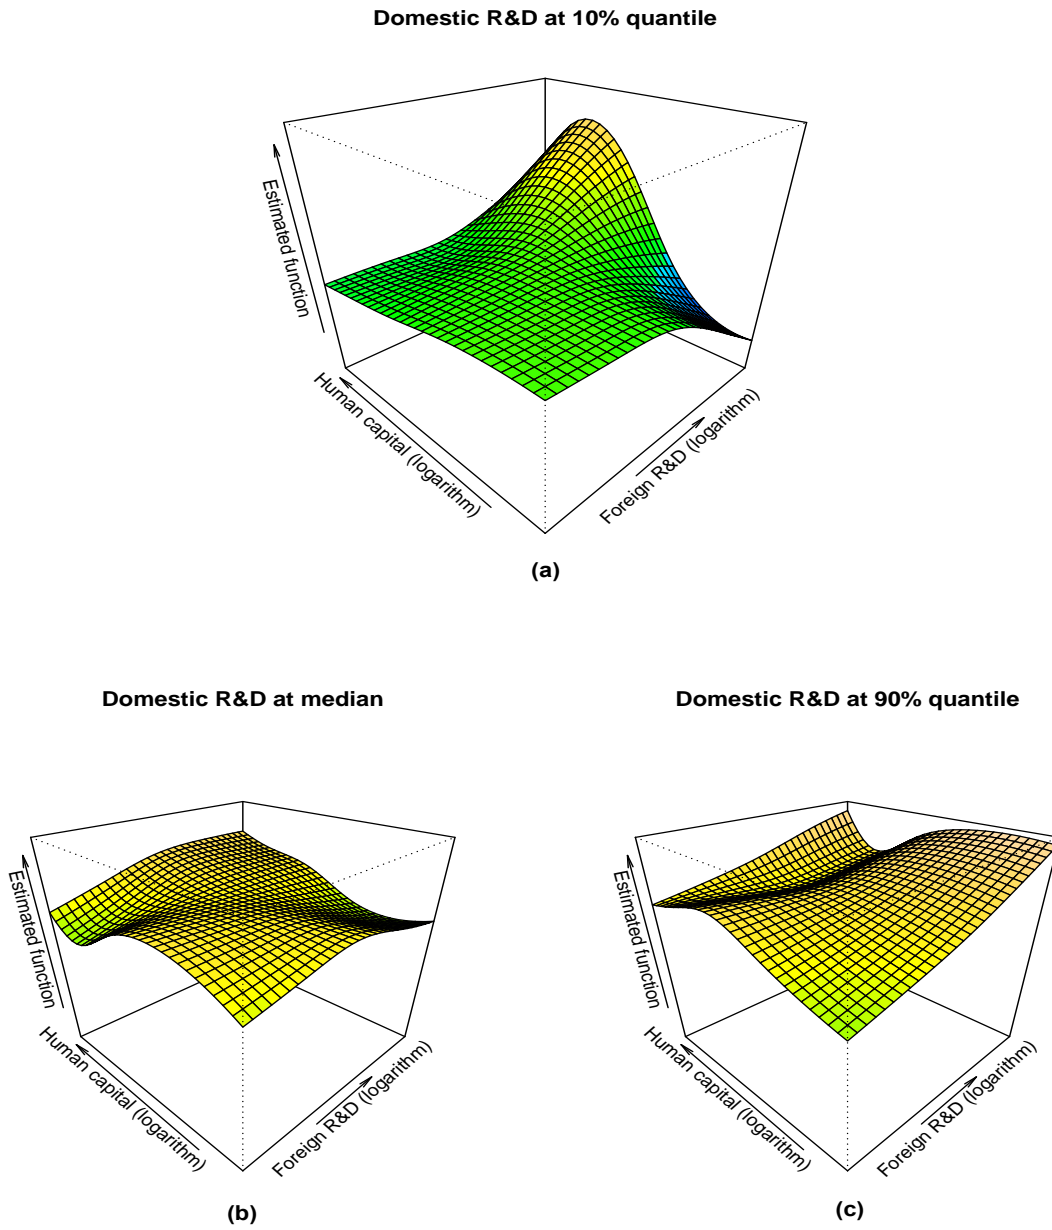 Domestic R&D at 10% quantile
Estimated function
Human capital (logarithm)
Foreign R&D (logarithm)
(a)
Domestic R&D at median
Estimated function
Human capital (logarithm)
Foreign R&D (logarithm)
(b)
Domestic R&D at 90% quantile
Estimated function
Human capital (logarithm)
Foreign R&D (logarithm)
(c)